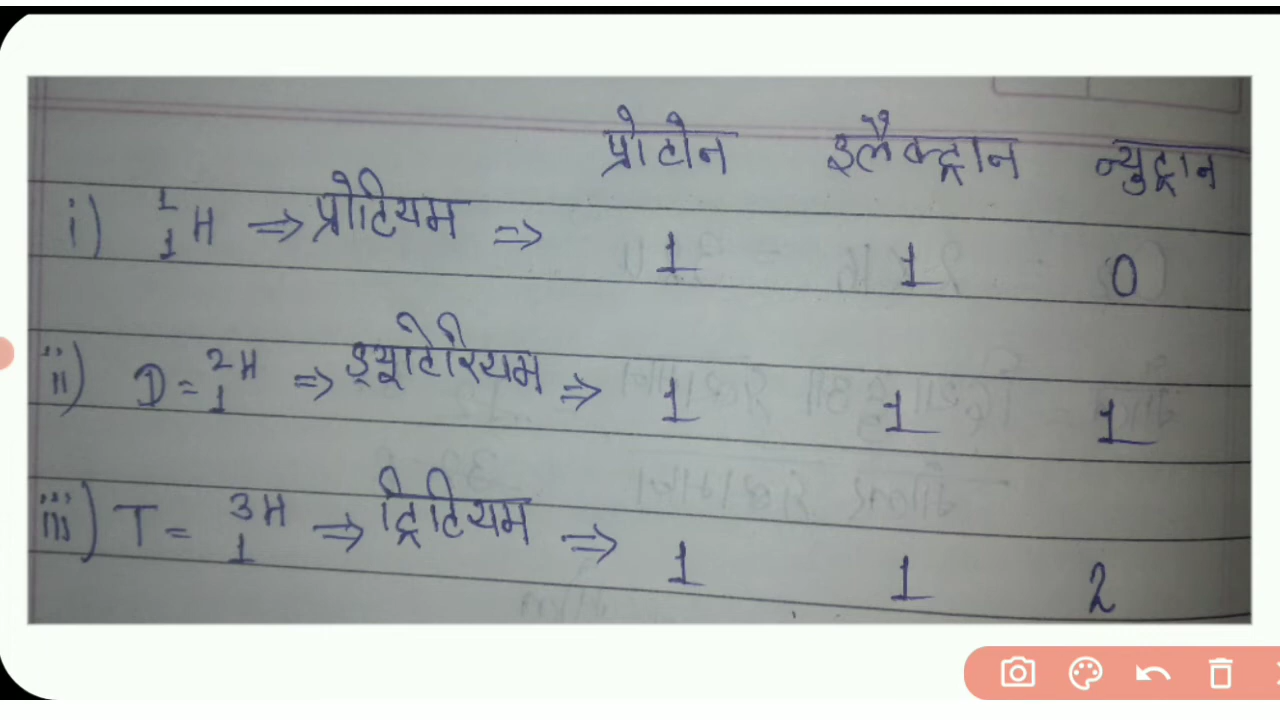 प्रोटोन इलैक्ट्रान न्युट्रान
i) ¹₁H ⇒ प्रोटियम ⇒ 1 1 0
ii) D = ²₁H ⇒ ड्यूटेरियम ⇒ 1 1 1
iii) T = ³₁H ⇒ ट्रिटियम ⇒ 1 1 2